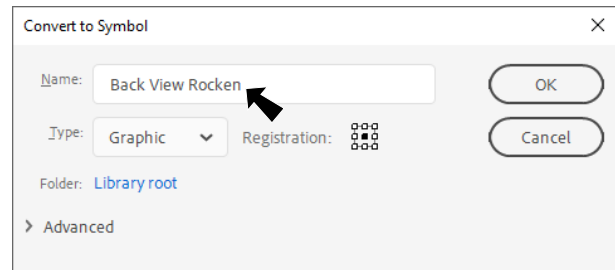 Convert to Symbol
Name: Back View Rocken OK
Type: Graphic Registration: Cancel
Folder: Library root
Advanced